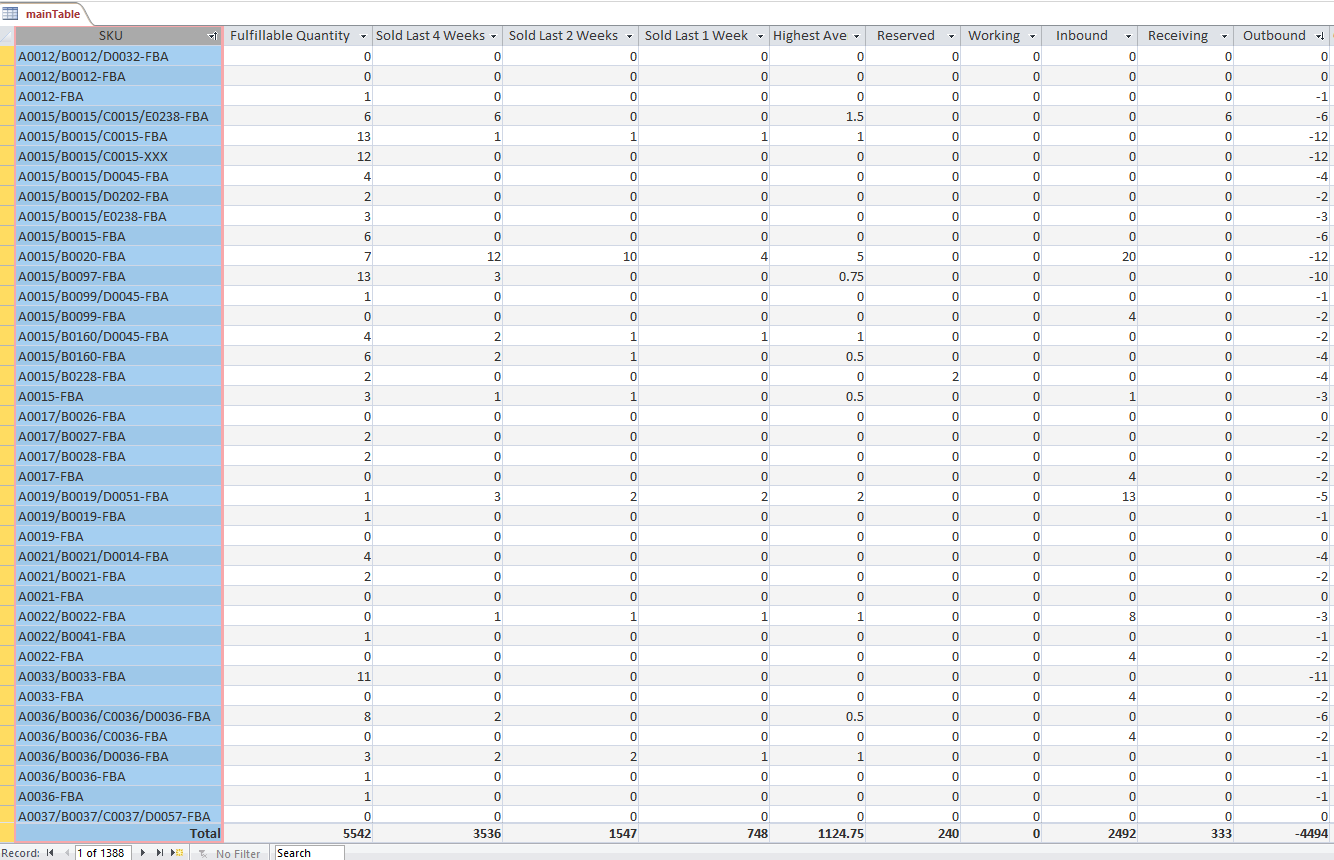 mainTable
SKU Fulfillable Quantity Sold Last 4 Weeks Sold Last 2 Weeks Sold Last 1 Week Highest Ave Reserved Working Inbound Receiving Outbound
A0012/B0012/D0032-FBA 0 0 0 0 0 0 0 0 0 0
A0012/B0012-FBA 0 0 0 0 0 0 0 0 0 0
A0012-FBA 1 0 0 0 0 0 0 0 0 -1
A0015/B0015/C0015/E0238-FBA 6 6 0 0 1.5 0 0 0 6 -6
A0015/B0015/C0015-FBA 13 1 1 1 1 0 0 0 0 -12
A0015/B0015/C0015-XXX 12 0 0 0 0 0 0 0 0 -12
A0015/B0015/D0045-FBA 4 0 0 0 0 0 0 0 0 -4
A0015/B0015/D0202-FBA 2 0 0 0 0 0 0 0 0 -2
A0015/B0015/E0238-FBA 3 0 0 0 0 0 0 0 0 -3
A0015/B0015-FBA 6 0 0 0 0 0 0 0 0 -6
A0015/B0020-FBA 7 12 10 4 5 0 0 20 0 -12
A0015/B0097-FBA 13 3 0 0 0.75 0 0 0 0 -10
A0015/B0099/D0045-FBA 1 0 0 0 0 0 0 0 0 -1
A0015/B0099-FBA 0 0 0 0 0 0 0 4 0 -2
A0015/B0160/D0045-FBA 4 2 1 1 1 0 0 0 0 -2
A0015/B0160-FBA 6 2 1 0 0.5 0 0 0 0 -4
A0015/B0228-FBA 2 0 0 0 0 2 0 0 0 -4
A0015-FBA 3 1 1 0 0.5 0 0 1 0 -3
A0017/B0026-FBA 0 0 0 0 0 0 0 0 0 0
A0017/B0027-FBA 2 0 0 0 0 0 0 0 0 -2
A0017/B0028-FBA 2 0 0 0 0 0 0 0 0 -2
A0017-FBA 0 0 0 0 0 0 0 4 0 -2
A0019/B0019/D0051-FBA 1 3 2 2 2 0 0 13 0 -5
A0019/B0019-FBA 1 0 0 0 0 0 0 0 0 -1
A0019-FBA 0 0 0 0 0 0 0 0 0 0
A0021/B0021/D0014-FBA 4 0 0 0 0 0 0 0 0 -4
A0021/B0021-FBA 2 0 0 0 0 0 0 0 0 -2
A0021-FBA 0 0 0 0 0 0 0 0 0 0
A0022/B0022-FBA 0 1 1 1 1 0 0 8 0 -3
A0022/B0041-FBA 1 0 0 0 0 0 0 0 0 -1
A0022-FBA 0 0 0 0 0 0 0 4 0 -2
A0033/B0033-FBA 11 0 0 0 0 0 0 0 0 -11
A0033-FBA 0 0 0 0 0 0 0 4 0 -2
A0036/B0036/C0036/D0036-FBA 8 2 0 0 0.5 0 0 0 0 -6
A0036/B0036/C0036-FBA 0 0 0 0 0 0 0 4 0 -2
A0036/B0036/D0036-FBA 3 2 2 1 1 0 0 0 0 -1
A0036/B0036-FBA 1 0 0 0 0 0 0 0 0 -1
A0036-FBA 1 0 0 0 0 0 0 0 0 -1
A0037/B0037/C0037/D0057-FBA 0 0 0 0 0 0 0 0 0 0
Total 5542 3536 1547 748 1124.75 240 0 2492 333 -4494
Record: 1 of 1388 No Filter Search